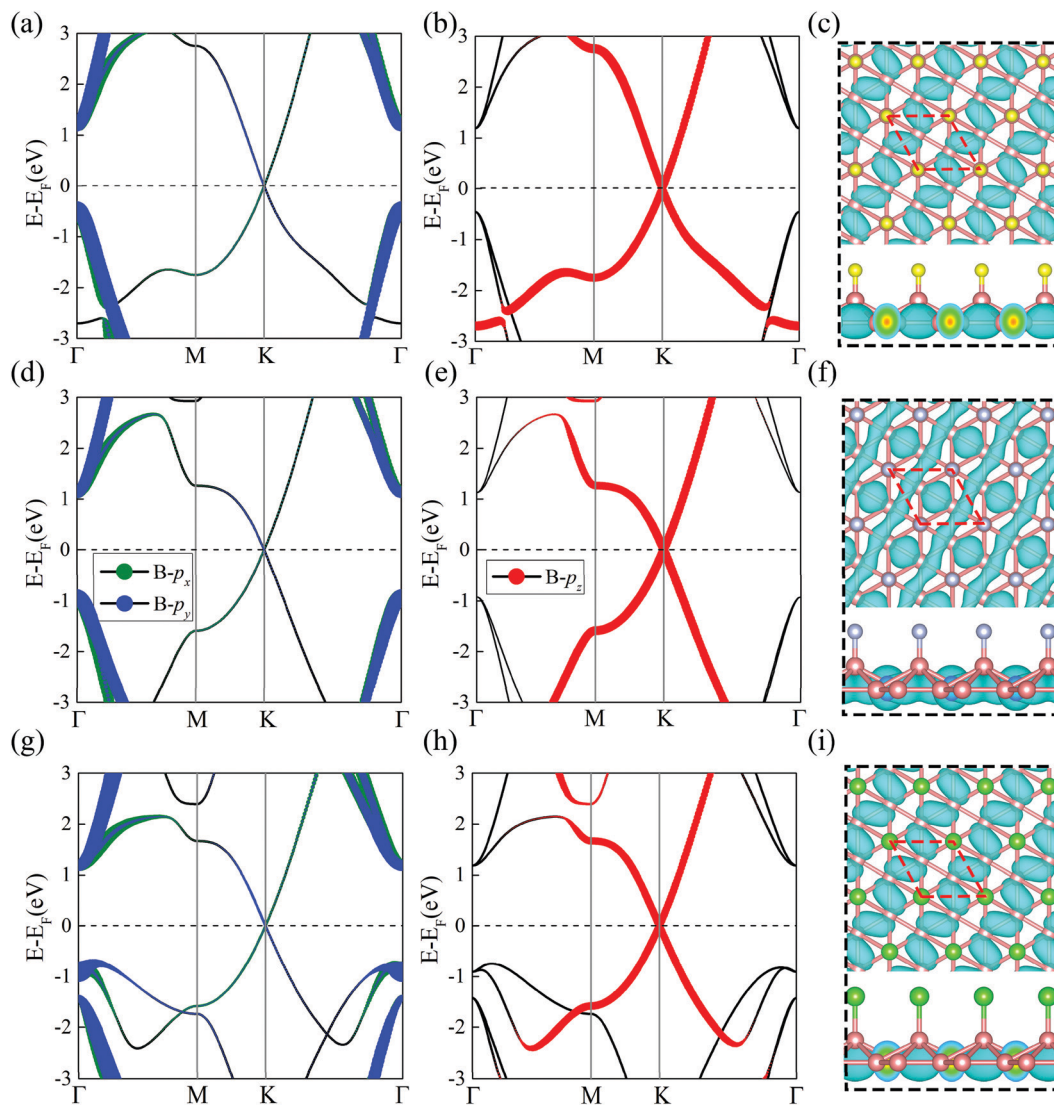 (a)
(b)
(c)
E-E_F(eV)
3
2
1
0
-1
-2
-3
Γ
M
K
Γ
E-E_F(eV)
3
2
1
0
-1
-2
-3
Γ
M
K
Γ
(d)
(e)
(f)
E-E_F(eV)
3
2
1
0
-1
-2
-3
B-p_x
B-p_y
Γ
M
K
Γ
E-E_F(eV)
3
2
1
0
-1
-2
-3
B-p_z
Γ
M
K
Γ
(g)
(h)
(i)
E-E_F(eV)
3
2
1
0
-1
-2
-3
Γ
M
K
Γ
E-E_F(eV)
3
2
1
0
-1
-2
-3
Γ
M
K
Γ